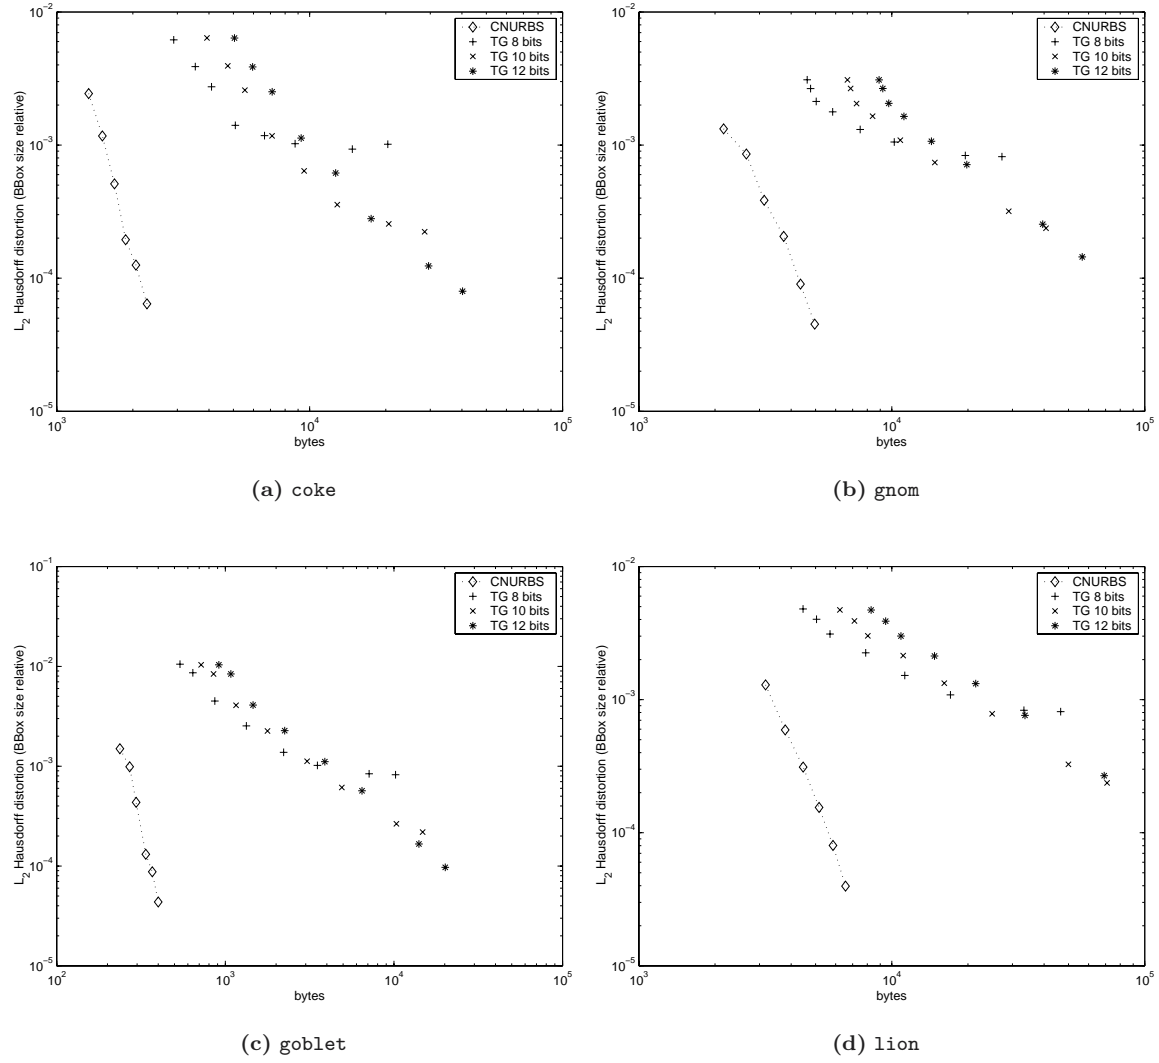 10^-2
10^-3
10^-4
10^-5
L_2 Hausdorff distortion (BBox size relative)
CNURBS
TG 8 bits
TG 10 bits
TG 12 bits
10^3 10^4 10^5
bytes
(a) coke
10^-2
10^-3
10^-4
10^-5
L_2 Hausdorff distortion (BBox size relative)
CNURBS
TG 8 bits
TG 10 bits
TG 12 bits
10^3 10^4 10^5
bytes
(b) gnom
10^-1
10^-2
10^-3
10^-4
10^-5
L_2 Hausdorff distortion (BBox size relative)
CNURBS
TG 8 bits
TG 10 bits
TG 12 bits
10^2 10^3 10^4 10^5
bytes
(c) goblet
10^-2
10^-3
10^-4
10^-5
L_2 Hausdorff distortion (BBox size relative)
CNURBS
TG 8 bits
TG 10 bits
TG 12 bits
10^3 10^4 10^5
bytes
(d) lion